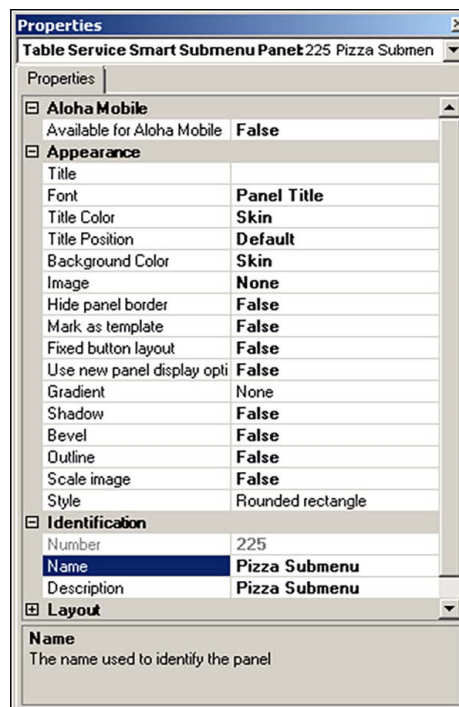 Properties
Table Service Smart Submenu Panel: 225 Pizza Submen
Properties
Aloha Mobile
Available for Aloha Mobile False
Appearance
Title
Font Panel Title
Title Color Skin
Title Position Default
Background Color Skin
Image None
Hide panel border False
Mark as template False
Fixed button layout False
Use new panel display opti False
Gradient None
Shadow False
Bevel False
Outline False
Scale image False
Style Rounded rectangle
Identification
Number 225
Name Pizza Submenu
Description Pizza Submenu
Layout
Name
The name used to identify the panel